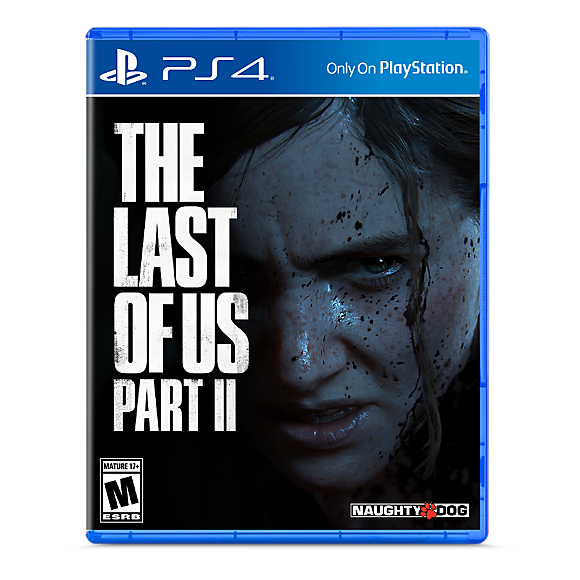 PS4
Only On PlayStation®
THE
LAST
OF US
PART II
MATURE 17+
M
ESRB
NAUGHTY DOG